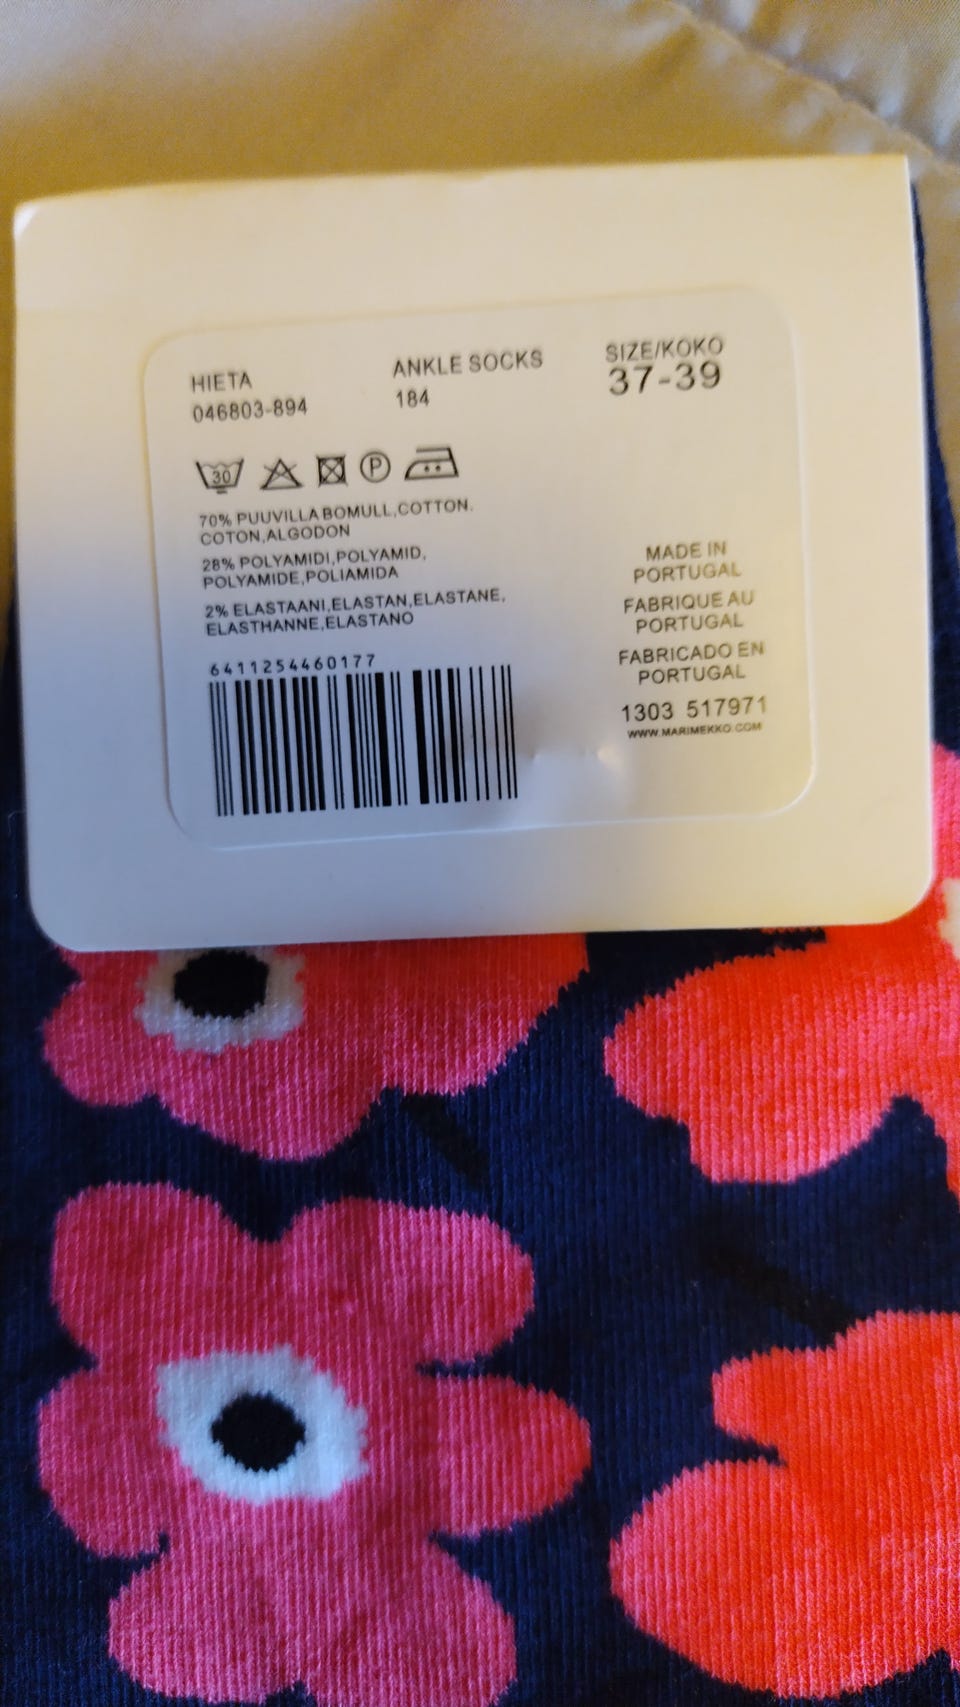 HIETA
046803-894
ANKLE SOCKS
184
SIZE/KOKO
37-39
30
P
70% PUUVILLA BOMULL,COTTON.
COTON,ALGODON
28% POLYAMIDI,POLYAMID,
POLYAMIDE,POLIAMIDA
2% ELASTAANI,ELASTAN,ELASTANE,
ELASTHANNE,ELASTANO
6411254460177
MADE IN
PORTUGAL
FABRIQUE AU
PORTUGAL
FABRICADO EN
PORTUGAL
1303 517971
WWW.MARIMEKKO.COM